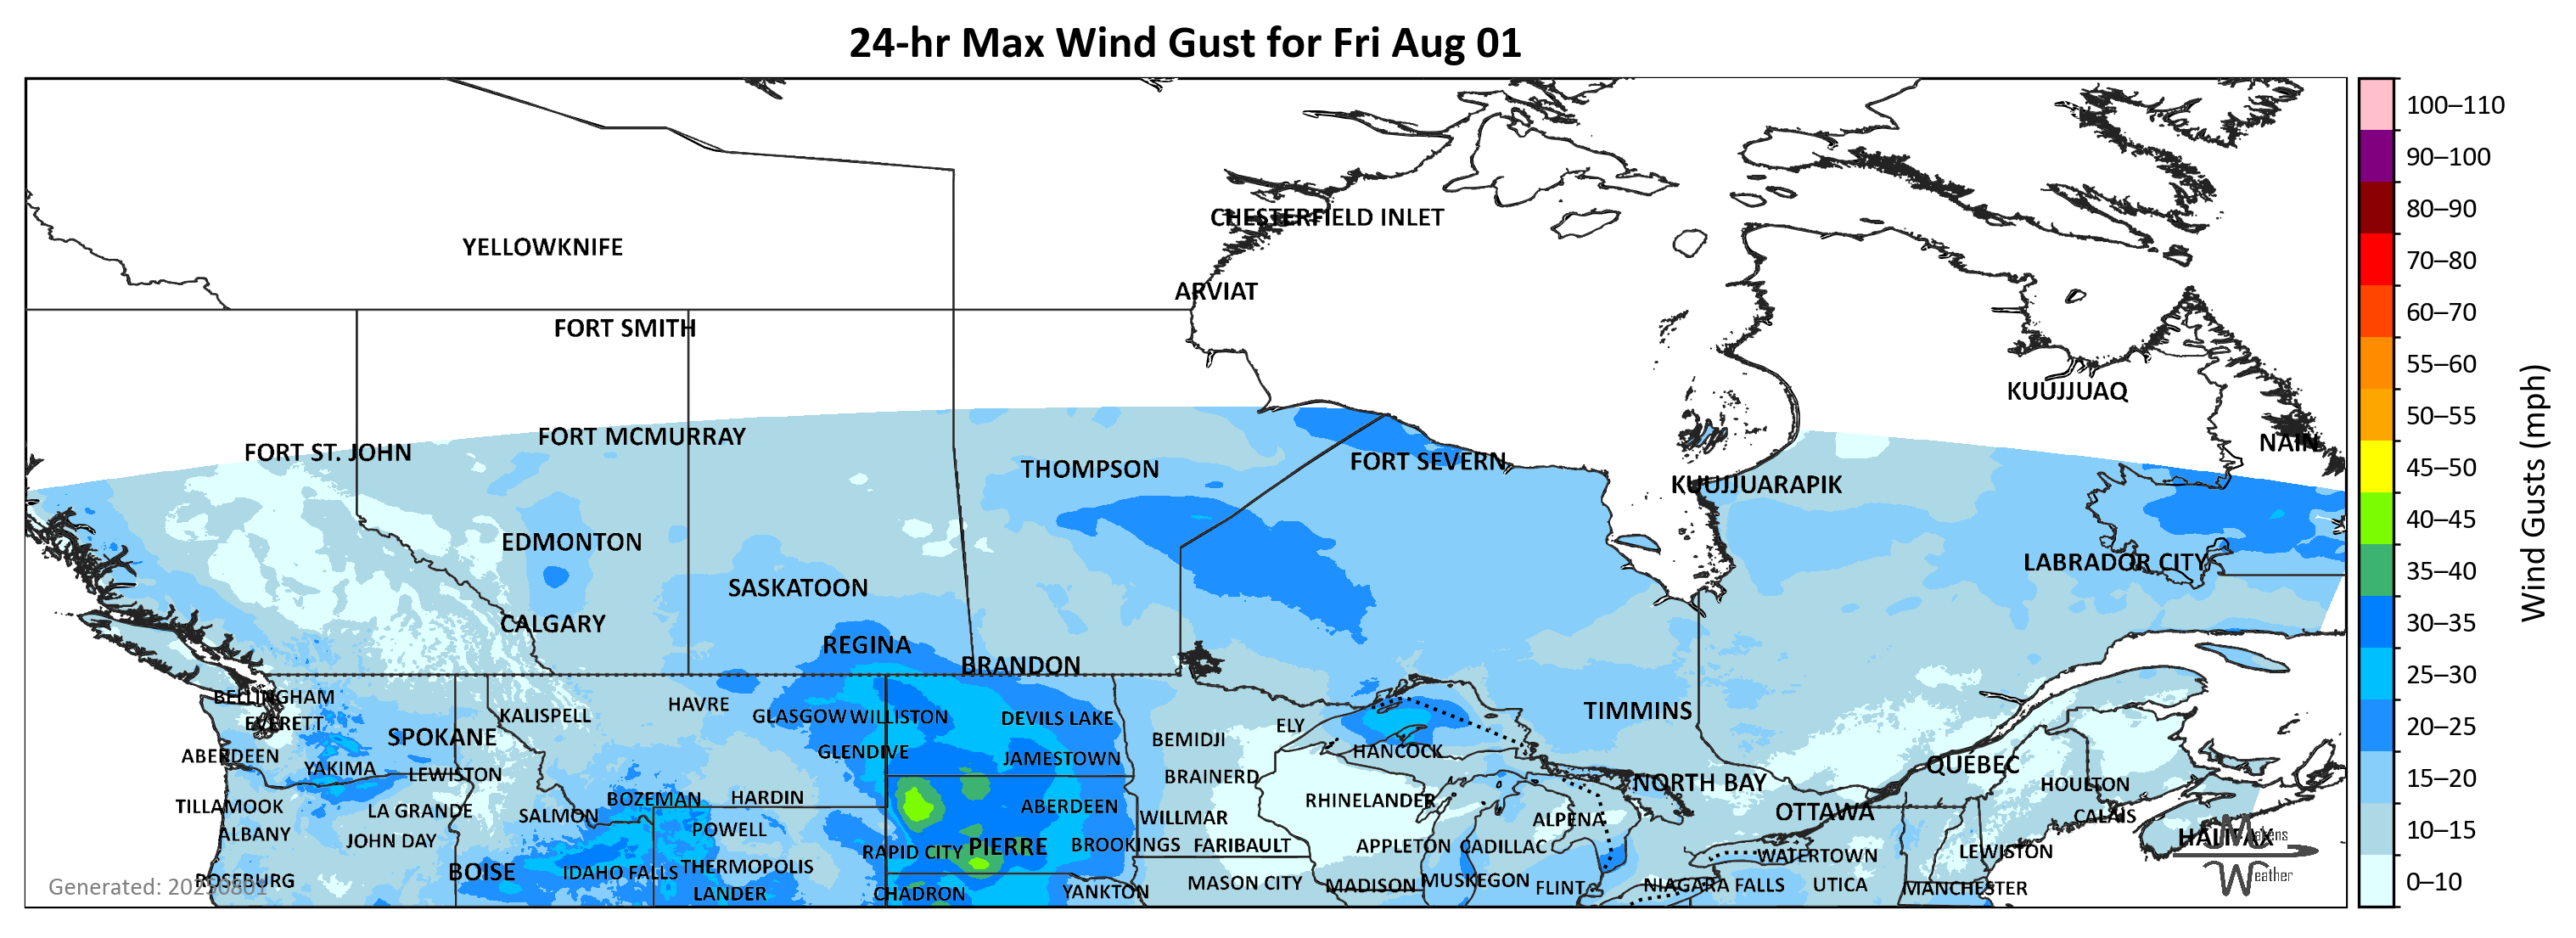 24-hr Max Wind Gust for Fri Aug 01
100–110
90–100
CHESTERFIELD INLET
80–90
YELLOWKNIFE
70–80
ARVIAT
60–70
FORT SMITH
55–60
KUUJJUAQ
50–55
FORT MCMURRAY
NAIN
FORT ST. JOHN
FORT SEVERN
THOMPSON
45–50
KUUJJUARAPIK
40–45
EDMONTON
LABRADOR CITY
35–40
SASKATOON
Wind Gusts (mph)
CALGARY
30–35
REGINA
BRANDON
25–30
BELLINGHAM
HAVRE
TIMMINS
KALISPELL
GLASGOW WILLISTON
DEVILS LAKE
EVERETT
ELY
20–25
SPOKANE
BEMIDJI
ABERDEEN
GLENDIVE
JAMESTOWN
HANCOCK
YAKIMA
LEWISTON
BRAINERD
QUÉBEC
15–20
NORTH BAY
HOULTON
BOZEMAN
HARDIN
RHINELANDER
TILLAMOOK
LA GRANDE
SALMON
ABERDEEN
WILLMAR
ALPENA
OTTAWA
CALAIS
10–15
ALBANY
JOHN DAY
POWELL
HALIFAX
Makens
RAPID CITY
PIERRE
BROOKINGS
FARIBAULT
APPLETON
CADILLAC
WATERTOWN
LEWISTON
BOISE
IDAHO FALLS
THERMOPOLIS
Weather
ROSEBURG
Generated: 20250801
LANDER
CHADRON
YANKTON
MASON CITY
MADISON
MUSKEGON
FLINT
NIAGARA FALLS
UTICA
MANCHESTER
0–10